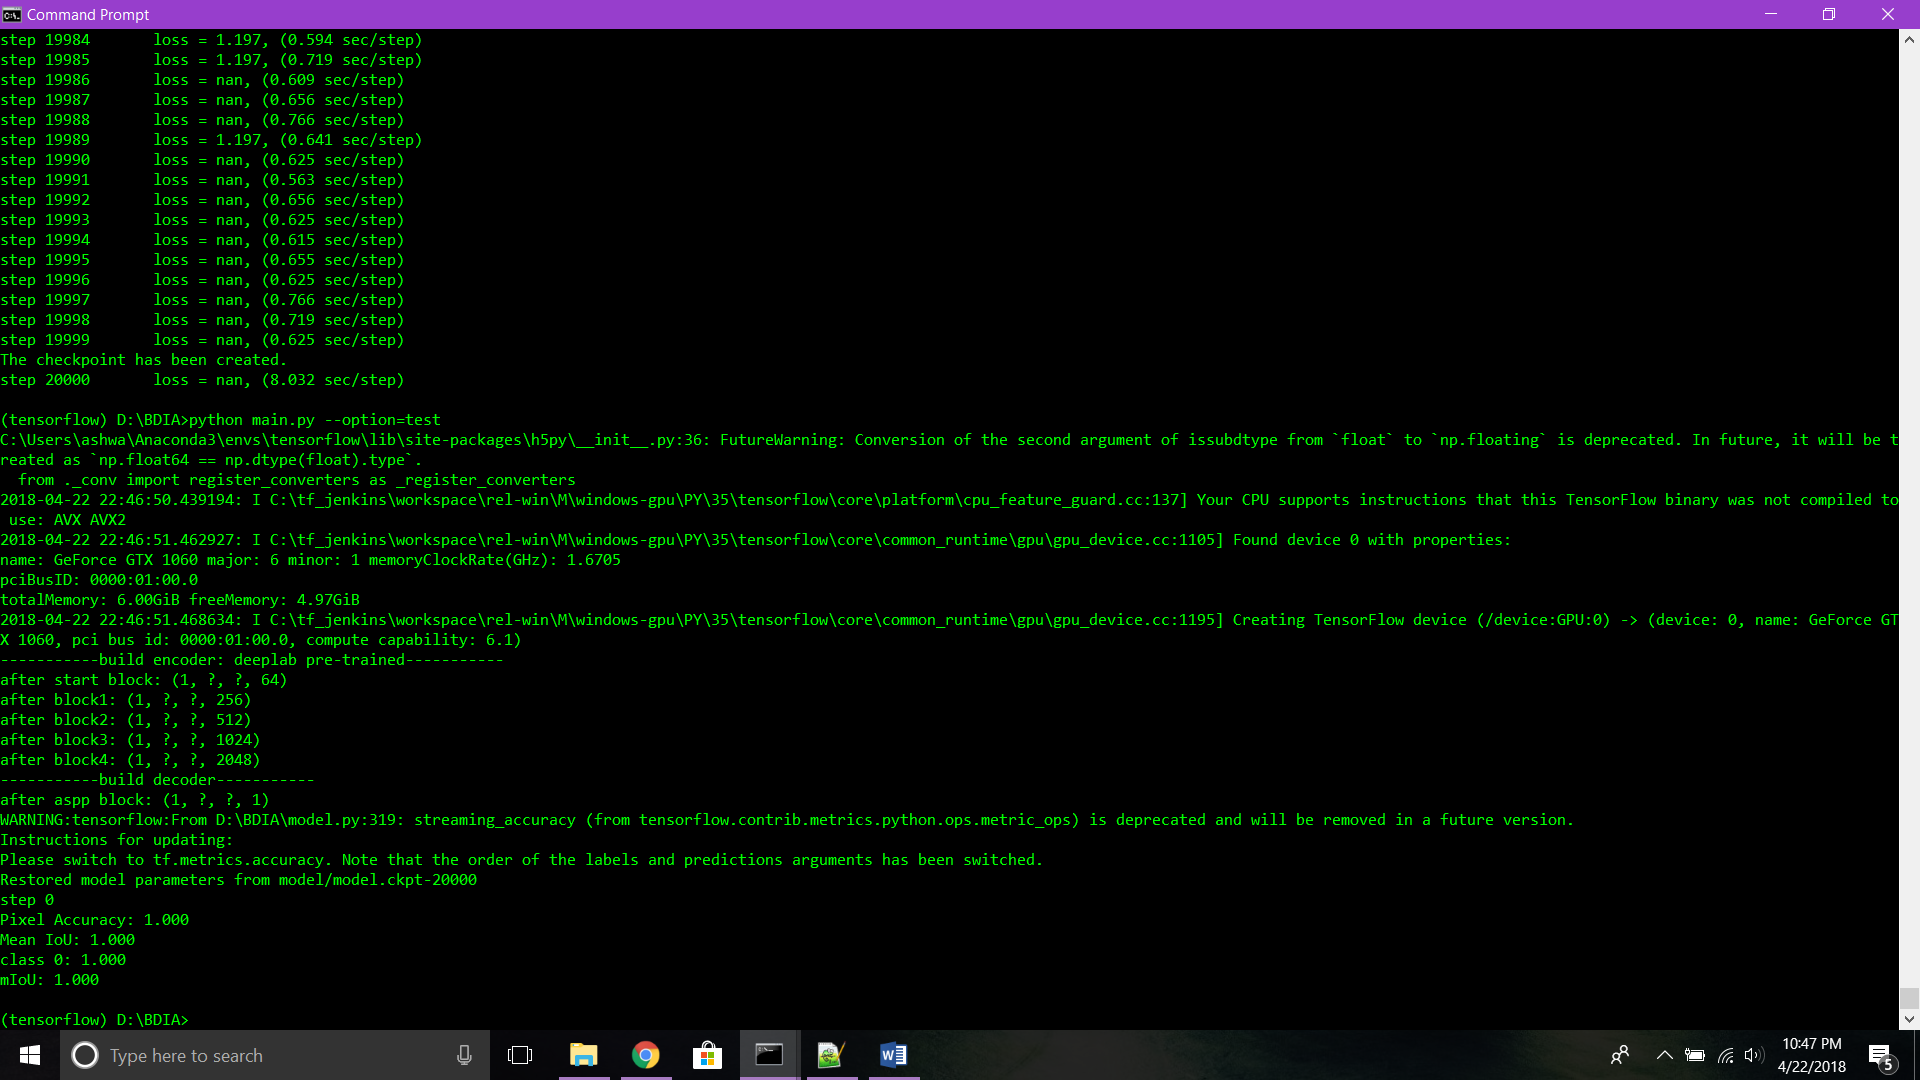 Command Prompt
step 19984 loss = 1.197, (0.594 sec/step)
step 19985 loss = 1.197, (0.719 sec/step)
step 19986 loss = nan, (0.609 sec/step)
step 19987 loss = nan, (0.656 sec/step)
step 19988 loss = nan, (0.766 sec/step)
step 19989 loss = 1.197, (0.641 sec/step)
step 19990 loss = nan, (0.625 sec/step)
step 19991 loss = nan, (0.563 sec/step)
step 19992 loss = nan, (0.656 sec/step)
step 19993 loss = nan, (0.625 sec/step)
step 19994 loss = nan, (0.615 sec/step)
step 19995 loss = nan, (0.655 sec/step)
step 19996 loss = nan, (0.625 sec/step)
step 19997 loss = nan, (0.766 sec/step)
step 19998 loss = nan, (0.719 sec/step)
step 19999 loss = nan, (0.625 sec/step)
The checkpoint has been created.
step 20000 loss = nan, (8.032 sec/step)
(tensorflow) D:\BDIA>python main.py --option=test
C:\Users\ashwa\Anaconda3\envs\tensorflow\lib\site-packages\h5py\__init__.py:36: FutureWarning: Conversion of the second argument of issubdtype from `float` to `np.floating` is deprecated. In future, it will be t
reated as `np.float64 == np.dtype(float).type`.
from ._conv import register_converters as _register_converters
2018-04-22 22:46:50.439194: I C:\tf_jenkins\workspace\rel-win\M\windows-gpu\PY\35\tensorflow\core\platform\cpu_feature_guard.cc:137] Your CPU supports instructions that this TensorFlow binary was not compiled to
use: AVX AVX2
2018-04-22 22:46:51.462927: I C:\tf_jenkins\workspace\rel-win\M\windows-gpu\PY\35\tensorflow\core\common_runtime\gpu\gpu_device.cc:1105] Found device 0 with properties:
name: GeForce GTX 1060 major: 6 minor: 1 memoryClockRate(GHz): 1.6705
pciBusID: 0000:01:00.0
totalMemory: 6.00GiB freeMemory: 4.97GiB
2018-04-22 22:46:51.468634: I C:\tf_jenkins\workspace\rel-win\M\windows-gpu\PY\35\tensorflow\core\common_runtime\gpu\gpu_device.cc:1195] Creating TensorFlow device (/device:GPU:0) -> (device: 0, name: GeForce GT
X 1060, pci bus id: 0000:01:00.0, compute capability: 6.1)
-----------build encoder: deeplab pre-trained-----------
after start block: (1, ?, ?, 64)
after block1: (1, ?, ?, 256)
after block2: (1, ?, ?, 512)
after block3: (1, ?, ?, 1024)
after block4: (1, ?, ?, 2048)
-----------build decoder-----------
after aspp block: (1, ?, ?, 1)
WARNING:tensorflow:From D:\BDIA\model.py:319: streaming_accuracy (from tensorflow.contrib.metrics.python.ops.metric_ops) is deprecated and will be removed in a future version.
Instructions for updating:
Please switch to tf.metrics.accuracy. Note that the order of the labels and predictions arguments has been switched.
Restored model parameters from model/model.ckpt-20000
step 0
Pixel Accuracy: 1.000
Mean IoU: 1.000
class 0: 1.000
mIoU: 1.000
(tensorflow) D:\BDIA>
Type here to search
10:47 PM
4/22/2018
5